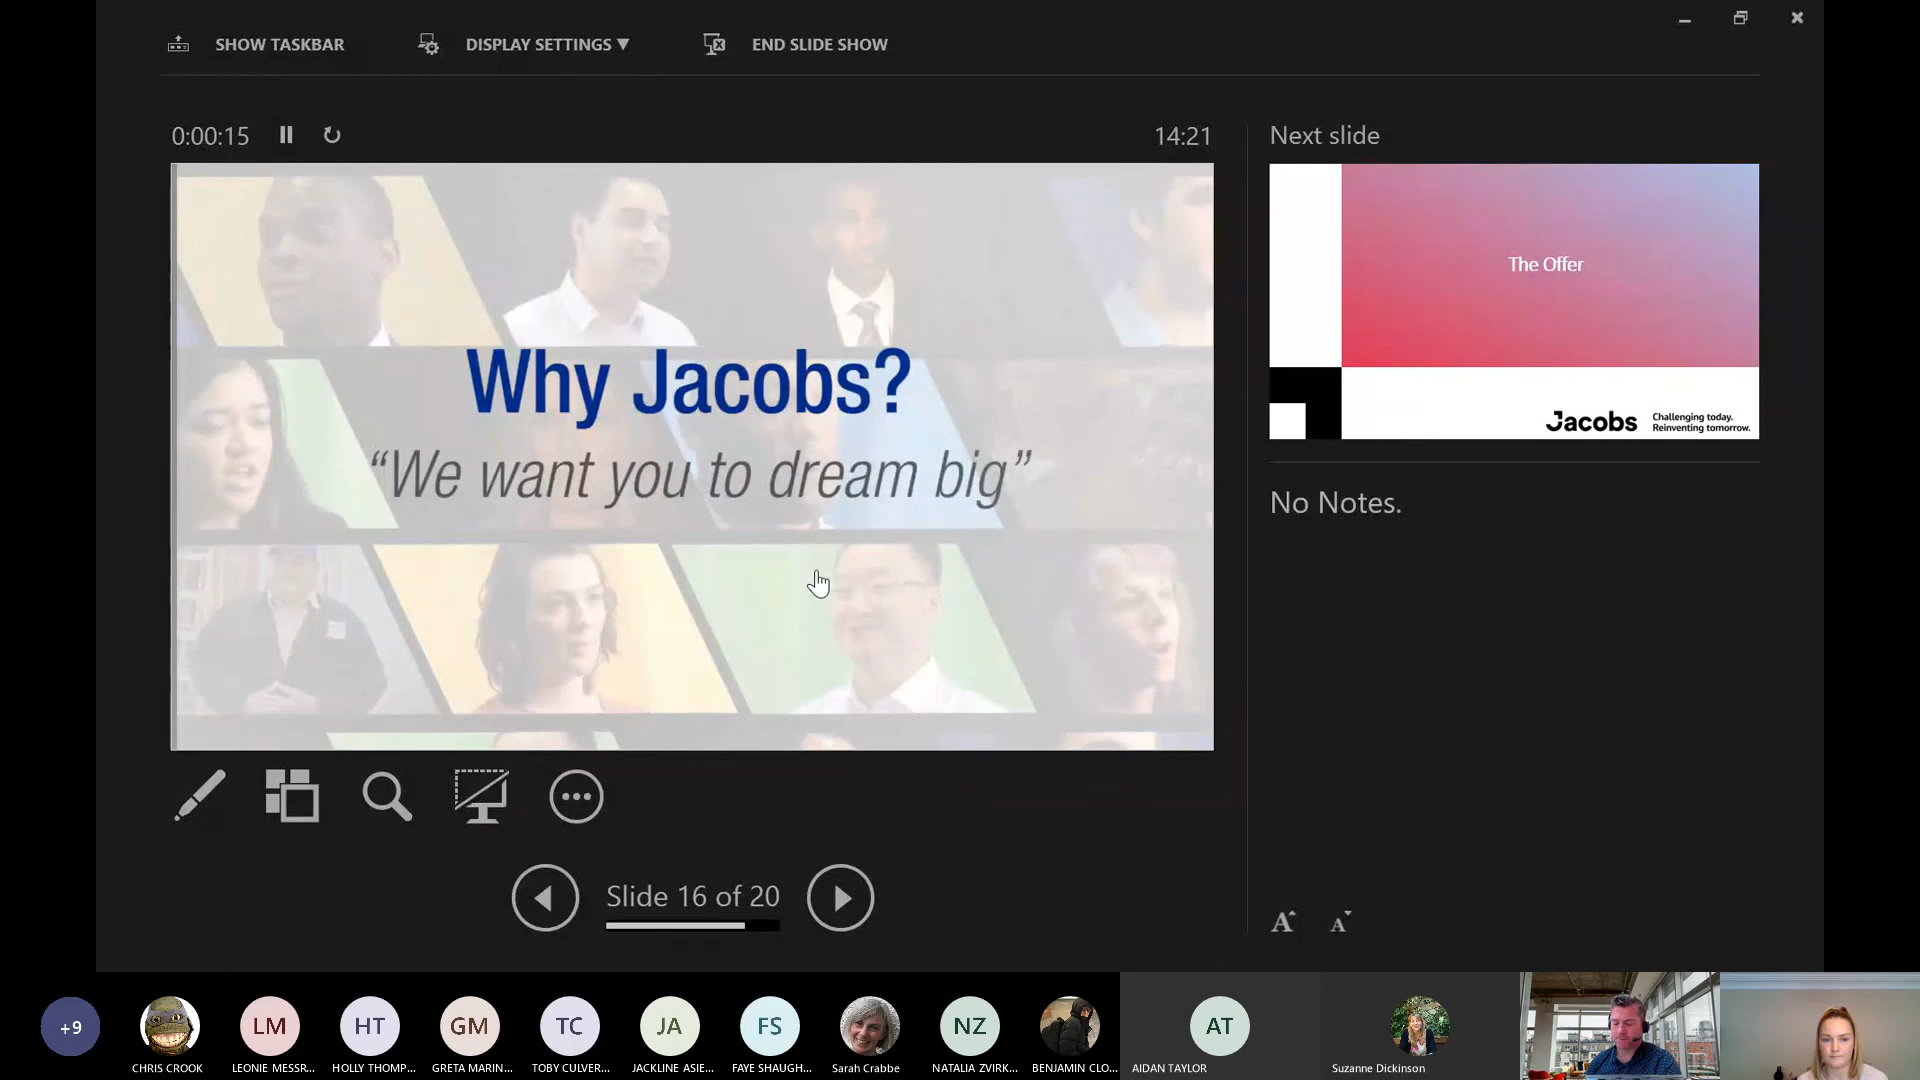 SHOW TASKBAR
DISPLAY SETTINGS ▼
END SLIDE SHOW
0:00:15
14:21
Next slide
Why Jacobs?
“We want you to dream big”
The Offer
Jacobs
Challenging today.
Reinventing tomorrow.
No Notes.
Slide 16 of 20
A A
+9
LM
HT
GM
TC
JA
FS
NZ
AT
CHRIS CROOK
LEONIE MESSR...
HOLLY THOMP...
GRETA MARIN...
TOBY CULVER...
JACKLINE ASIE...
FAYE SHAUGH...
Sarah Crabbe
NATALIA ZVIRK...
BENJAMIN CLO...
AIDAN TAYLOR
Suzanne Dickinson